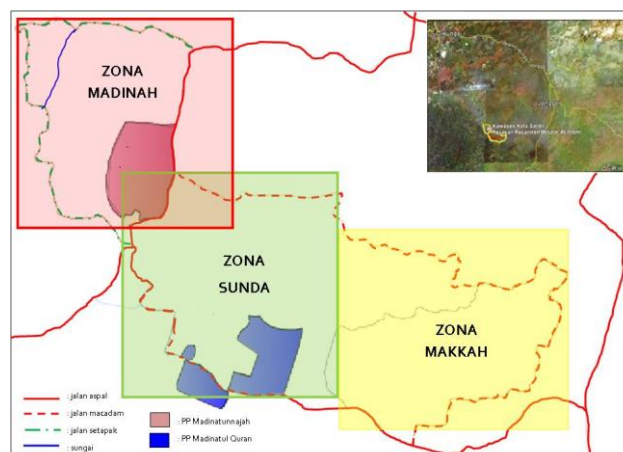 ZONA
MADINAH
ZONA
SUNDA
ZONA
MAKKAH
: jalan aspal
: jalan macadam
: jalan setapak
: sungai
: PP Madinatunnajah
: PP Madinatul Quran